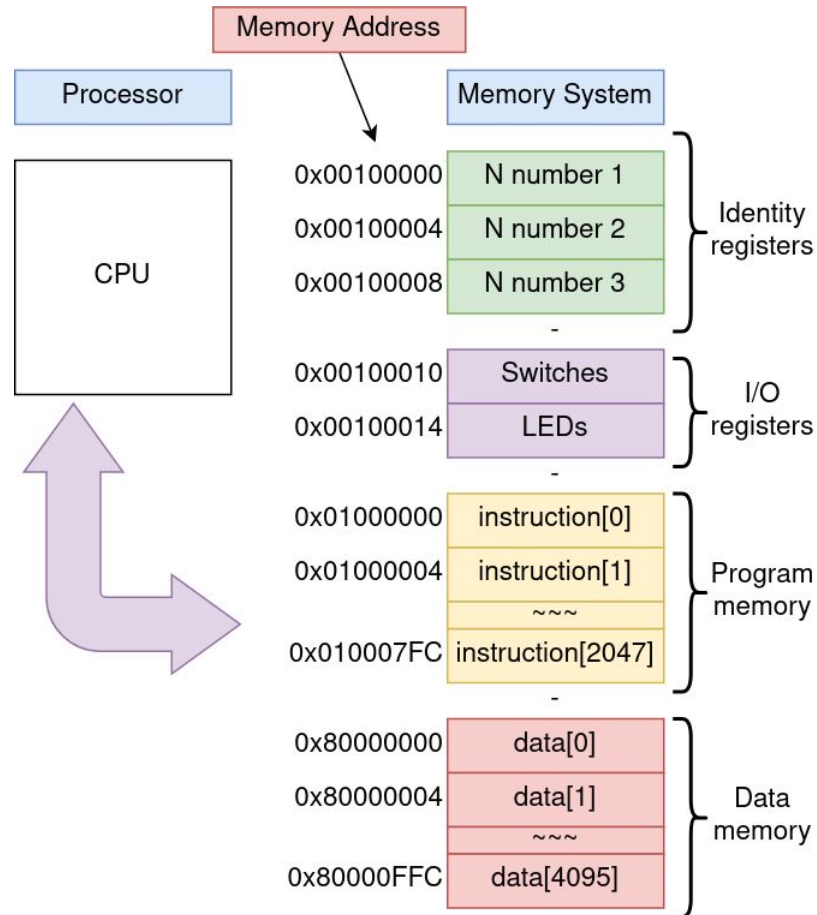 Memory Address
Processor
Memory System
CPU
0x00100000 N number 1
0x00100004 N number 2
0x00100008 N number 3
Identity
registers
-
0x00100010 Switches
0x00100014 LEDs
I/O
registers
-
0x01000000 instruction[0]
0x01000004 instruction[1]
~~~
0x010007FC instruction[2047]
Program
memory
-
0x80000000 data[0]
0x80000004 data[1]
~~~
0x80000FFC data[4095]
Data
memory